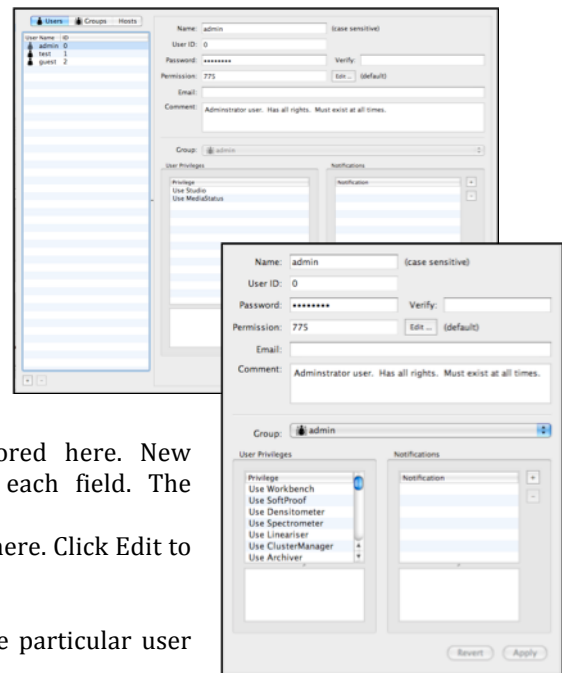 Users Groups Hosts
User Name ID
admin 0
test 1
guest 2
Name: admin (case sensitive)
User ID: 0
Password: •••••••• Verify:
Permission: 775 Edit... (default)
Email:
Comment: Adminstrator user. Has all rights. Must exist at all times.
Group: admin
User Privileges Notifications
Privilege Notification +
Use Studio -
Use MediaStatus
+ -
Name: admin (case sensitive)
User ID: 0
Password: •••••••• Verify:
Permission: 775 Edit ... (default)
Email:
Comment: Adminstrator user. Has all rights. Must exist at all times.
Group: admin
User Privileges Notifications
Privilege Notification +
Use Workbench -
Use SoftProof
Use Densitometer
Use Spectrometer
Use Lineariser
Use ClusterManager
Use Archiver
Revert Apply
ored here. New
each field. The
here. Click Edit to
e particular user